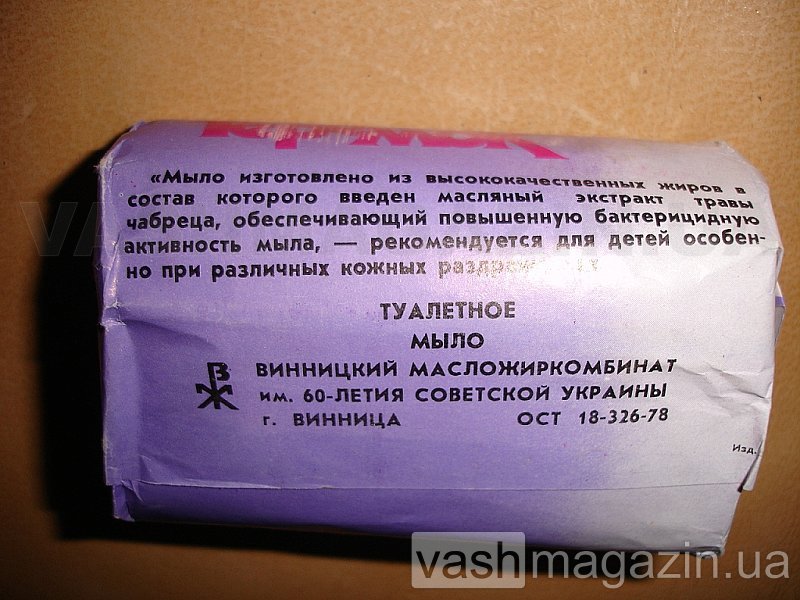 «Мыло изготовлено из высококачественных жиров в
состав которого введен масляный экстракт травы
чабреца, обеспечивающий повышенную бактерицидную
активность мыла, — рекомендуется для детей особен-
но при различных кожных
ТУАЛЕТНОЕ
МЫЛО
ВИННИЦКИЙ МАСЛОЖИРКОМБИНАТ
им. 60-ЛЕТИЯ СОВЕТСКОЙ УКРАИНЫ
г. ВИННИЦА ОСТ 18-326-78
Изд.
vashmagazin.ua